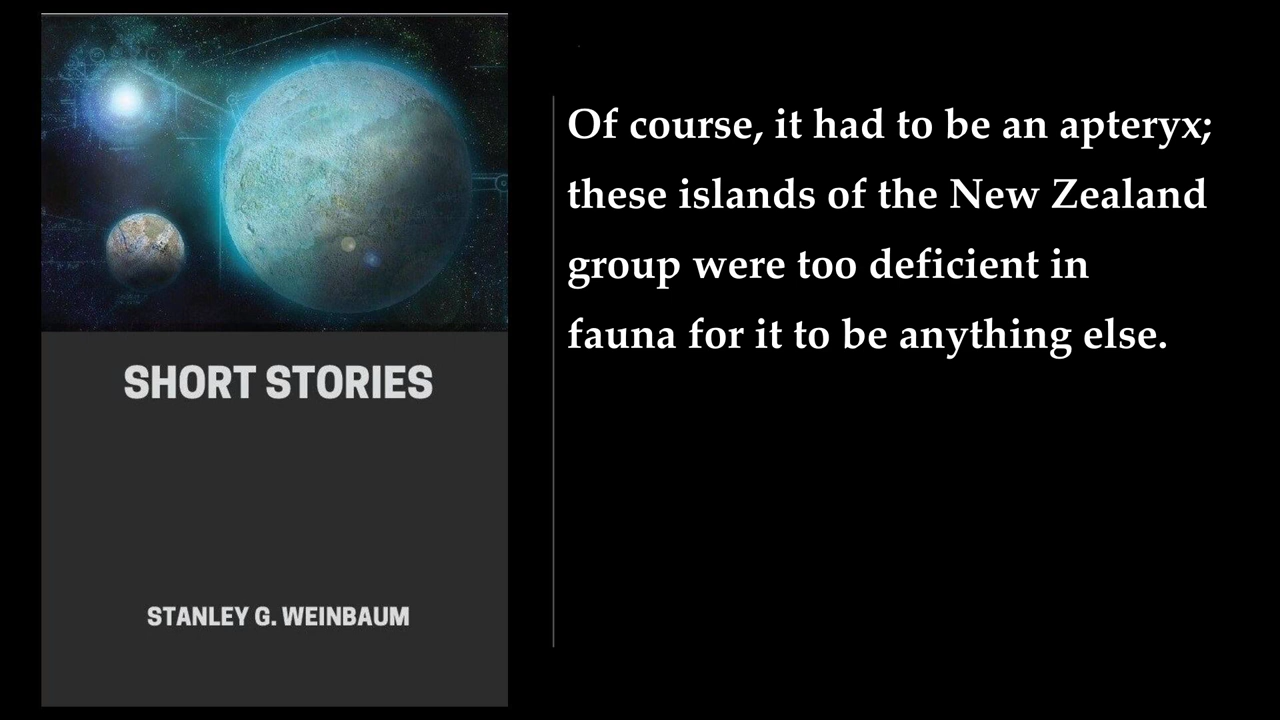 SHORT STORIES
STANLEY G. WEINBAUM
Of course, it had to be an apteryx;
these islands of the New Zealand
group were too deficient in
fauna for it to be anything else.